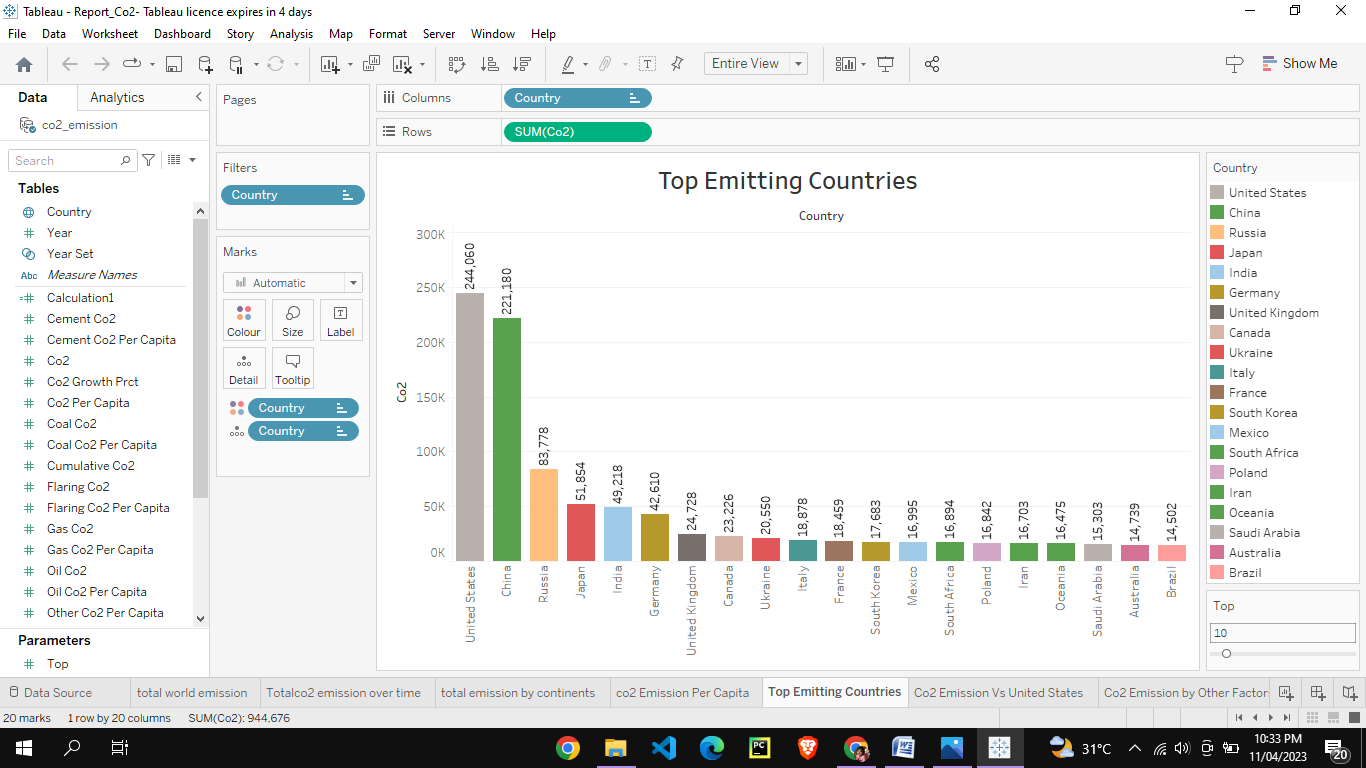 Tableau - Report_Co2- Tableau licence expires in 4 days
File Data Worksheet Dashboard Story Analysis Map Format Server Window Help
Entire View
Show Me
Data Analytics
co2_emission
Search
Tables
Country
Year
Year Set
Abc Measure Names
Calculation1
Cement Co2
Cement Co2 Per Capita
Co2
Co2 Growth Prct
Co2 Per Capita
Coal Co2
Coal Co2 Per Capita
Cumulative Co2
Flaring Co2
Flaring Co2 Per Capita
Gas Co2
Gas Co2 Per Capita
Oil Co2
Oil Co2 Per Capita
Other Co2 Per Capita
Parameters
Top
Pages
Filters
Country
Marks
Automatic
Colour Size Label
Detail Tooltip
Country
Country
Columns Country
Rows SUM(Co2)
Top Emitting Countries
Country
Co2
300K
250K
200K
150K
100K
50K
0K
244,060
221,180
83,778
51,854
49,218
42,610
24,728
23,226
20,550
18,878
18,459
17,683
16,995
16,894
16,842
16,703
16,475
15,303
14,739
14,502
United States
China
Russia
Japan
India
Germany
United Kingdom
Canada
Ukraine
Italy
France
South Korea
Mexico
South Africa
Poland
Iran
Oceania
Saudi Arabia
Australia
Brazil
Country
United States
China
Russia
Japan
India
Germany
United Kingdom
Canada
Ukraine
Italy
France
South Korea
Mexico
South Africa
Poland
Iran
Oceania
Saudi Arabia
Australia
Brazil
Top
10
Data Source total world emission Totalco2 emission over time total emission by continents co2 Emission Per Capita Top Emitting Countries Co2 Emission Vs United States Co2 Emission by Other Factor
20 marks 1 row by 20 columns SUM(Co2): 944,676
PC
31°C
10:33 PM
11/04/2023
20